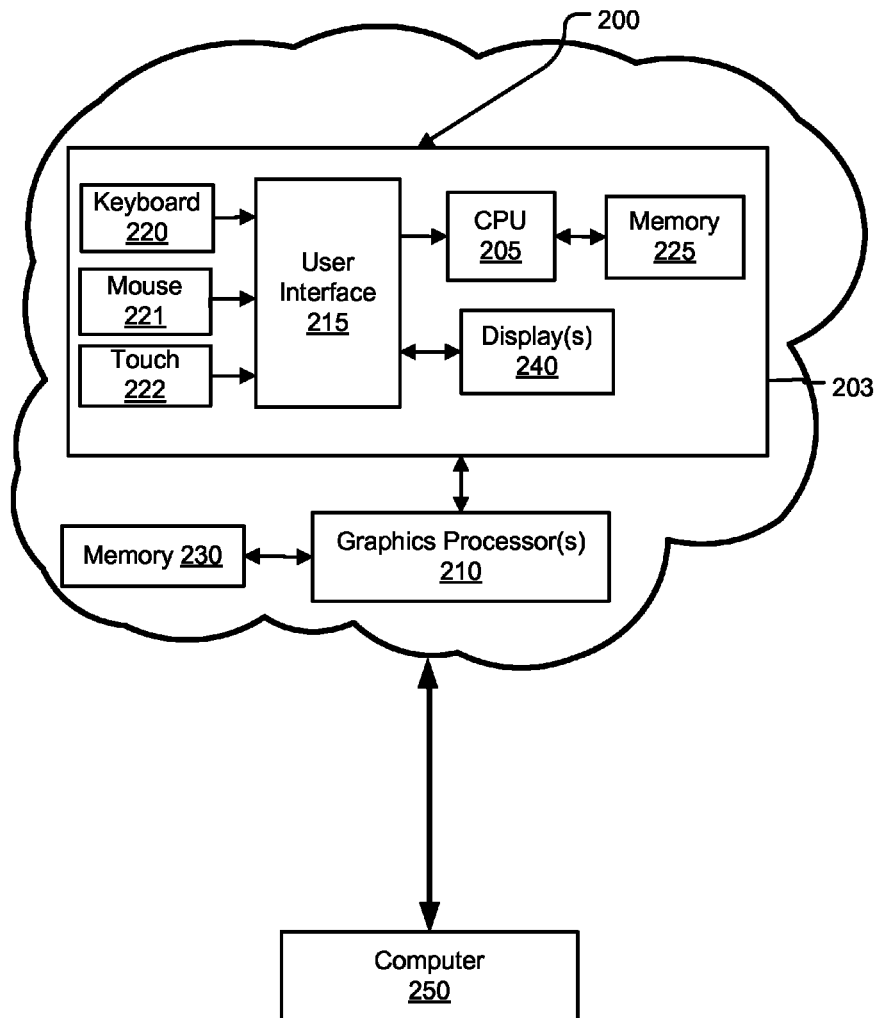 200
Keyboard
220
Mouse
221
Touch
222
User
Interface
215
CPU
205
Memory
225
Display(s)
240
203
Memory 230
Graphics Processor(s)
210
Computer
250